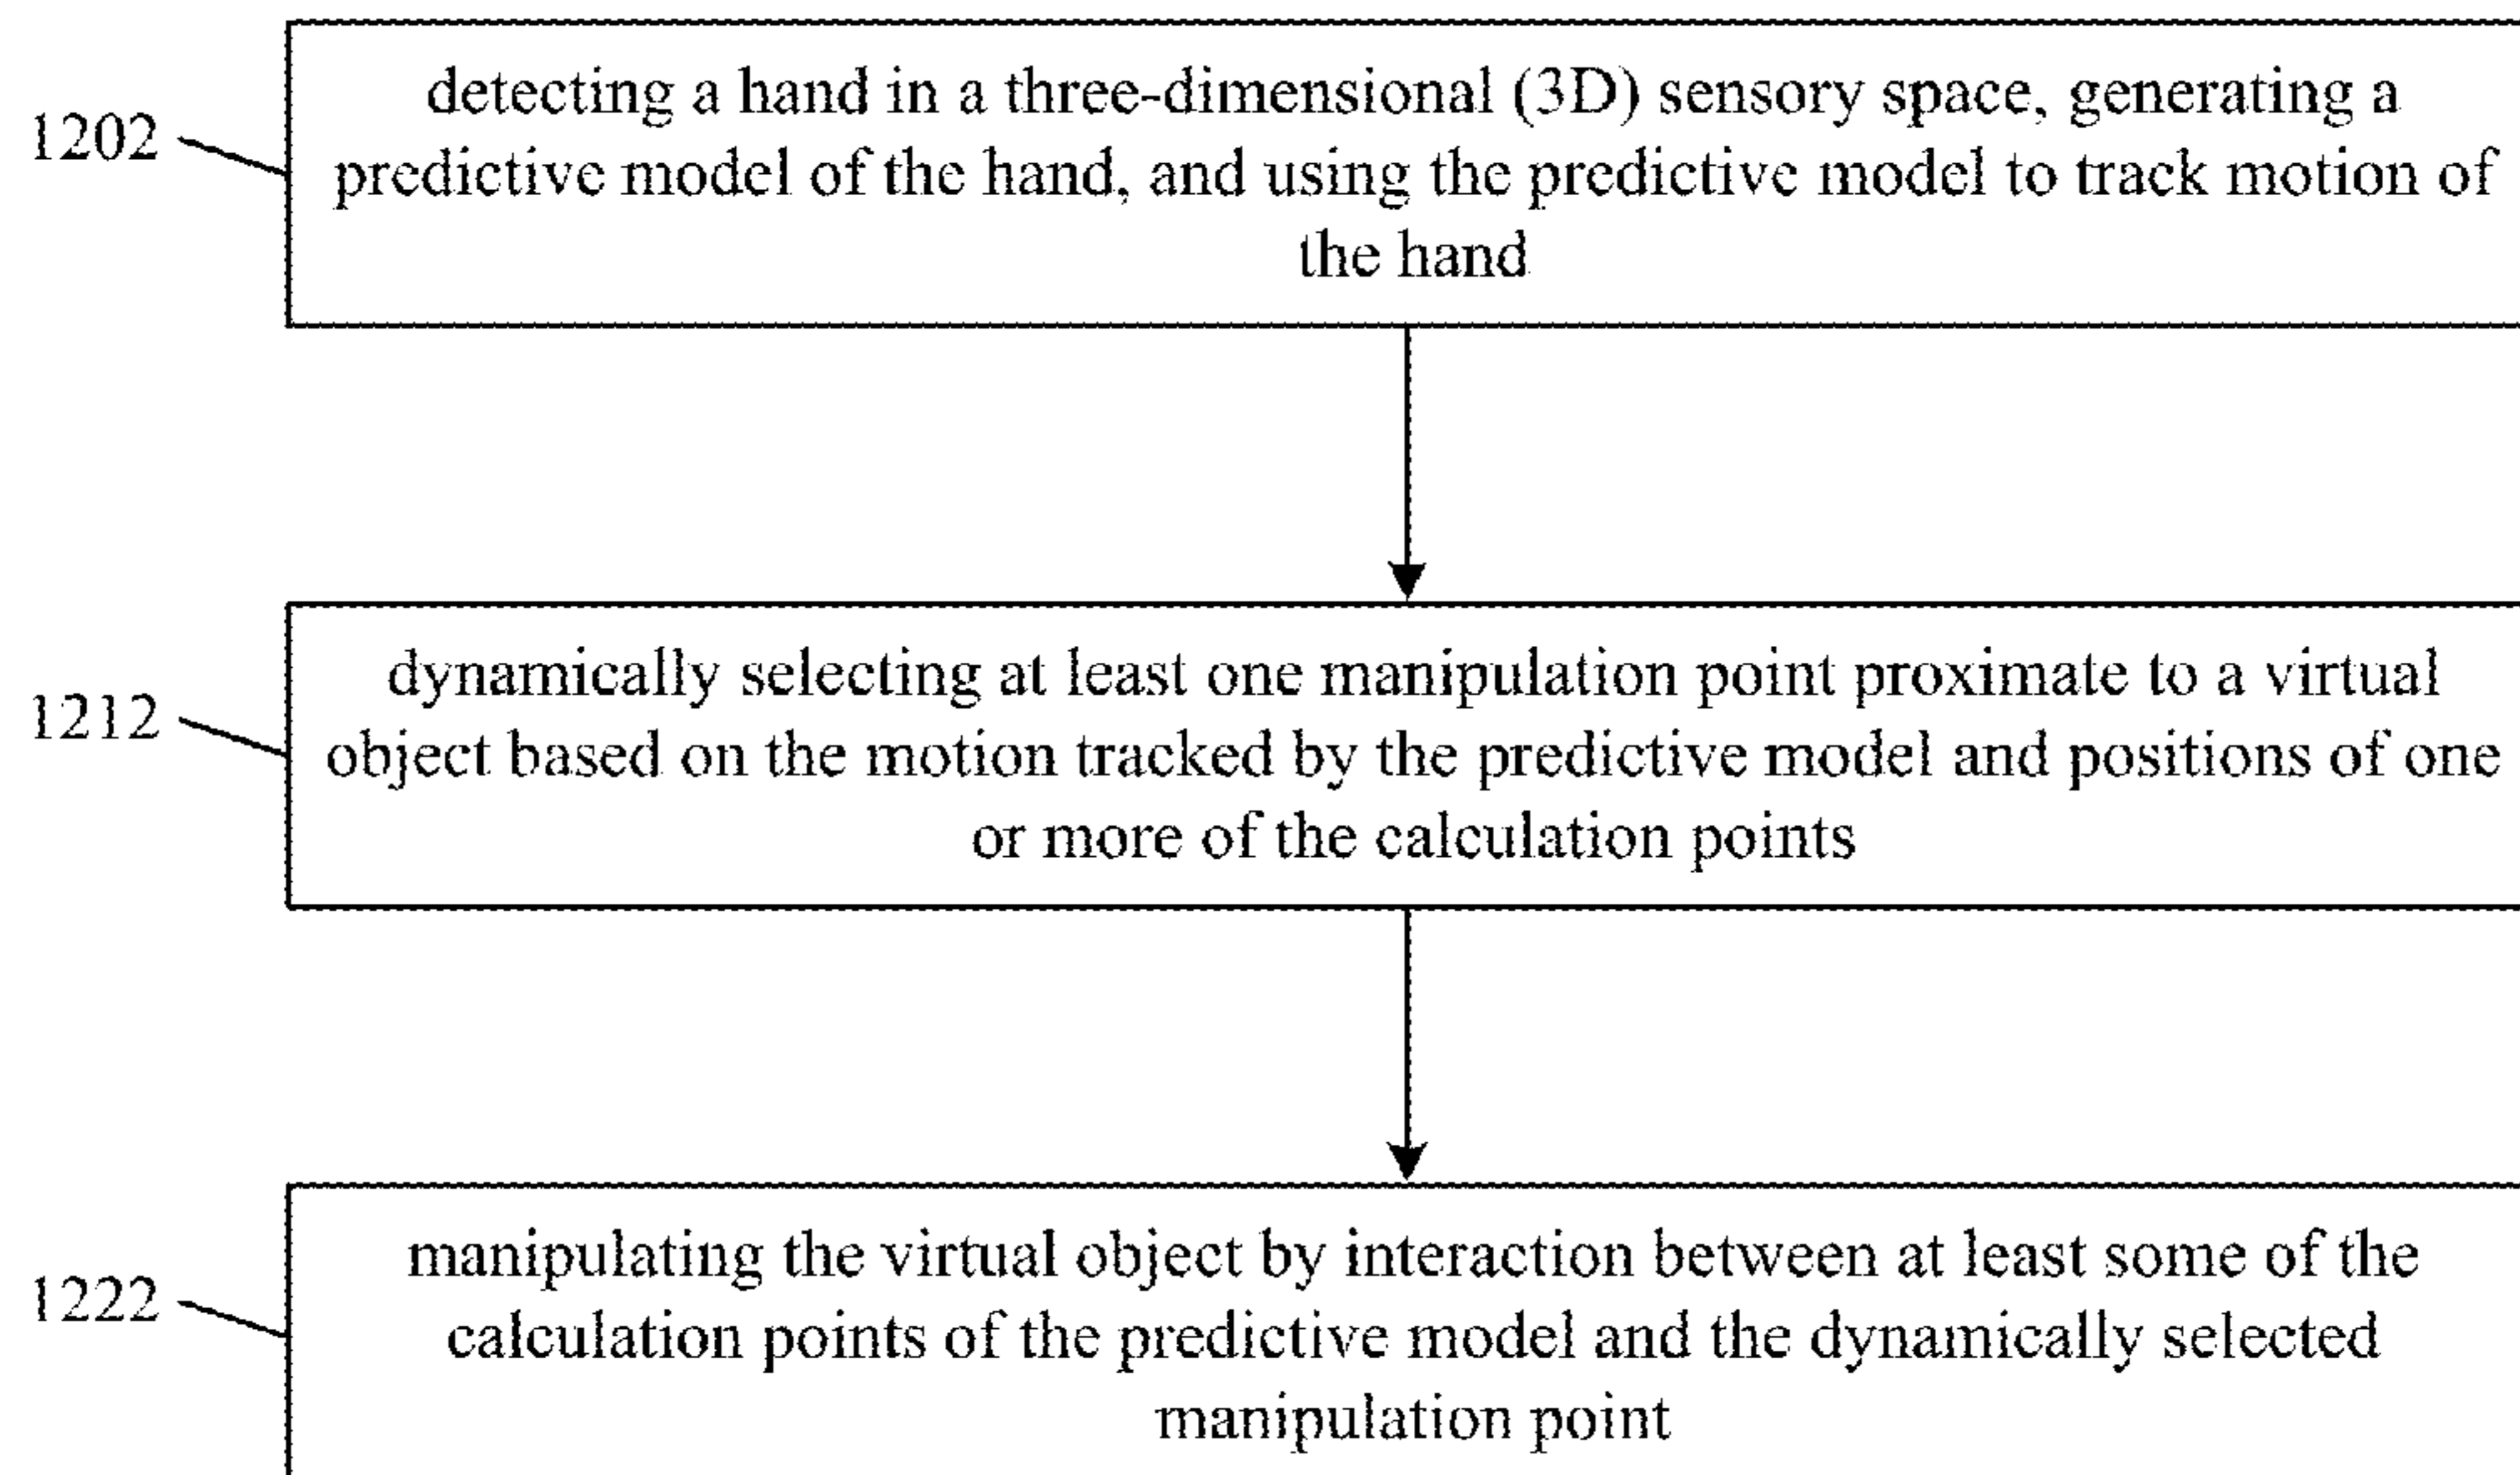 detecting a hand in a three-dimensional (3D) sensory space, generating a
1202
predictive model of the hand, and using the predictive model to track motion of
the hand
dynamically selecting at least one manipulation point proximate to a virtual
1212
object based on the motion tracked by the predictive model and positions of one
or more of the calculation points
manipulating the virtual object by interaction between at least some of the
1222
calculation points of the predictive model and the dynamically selected
manipulation point